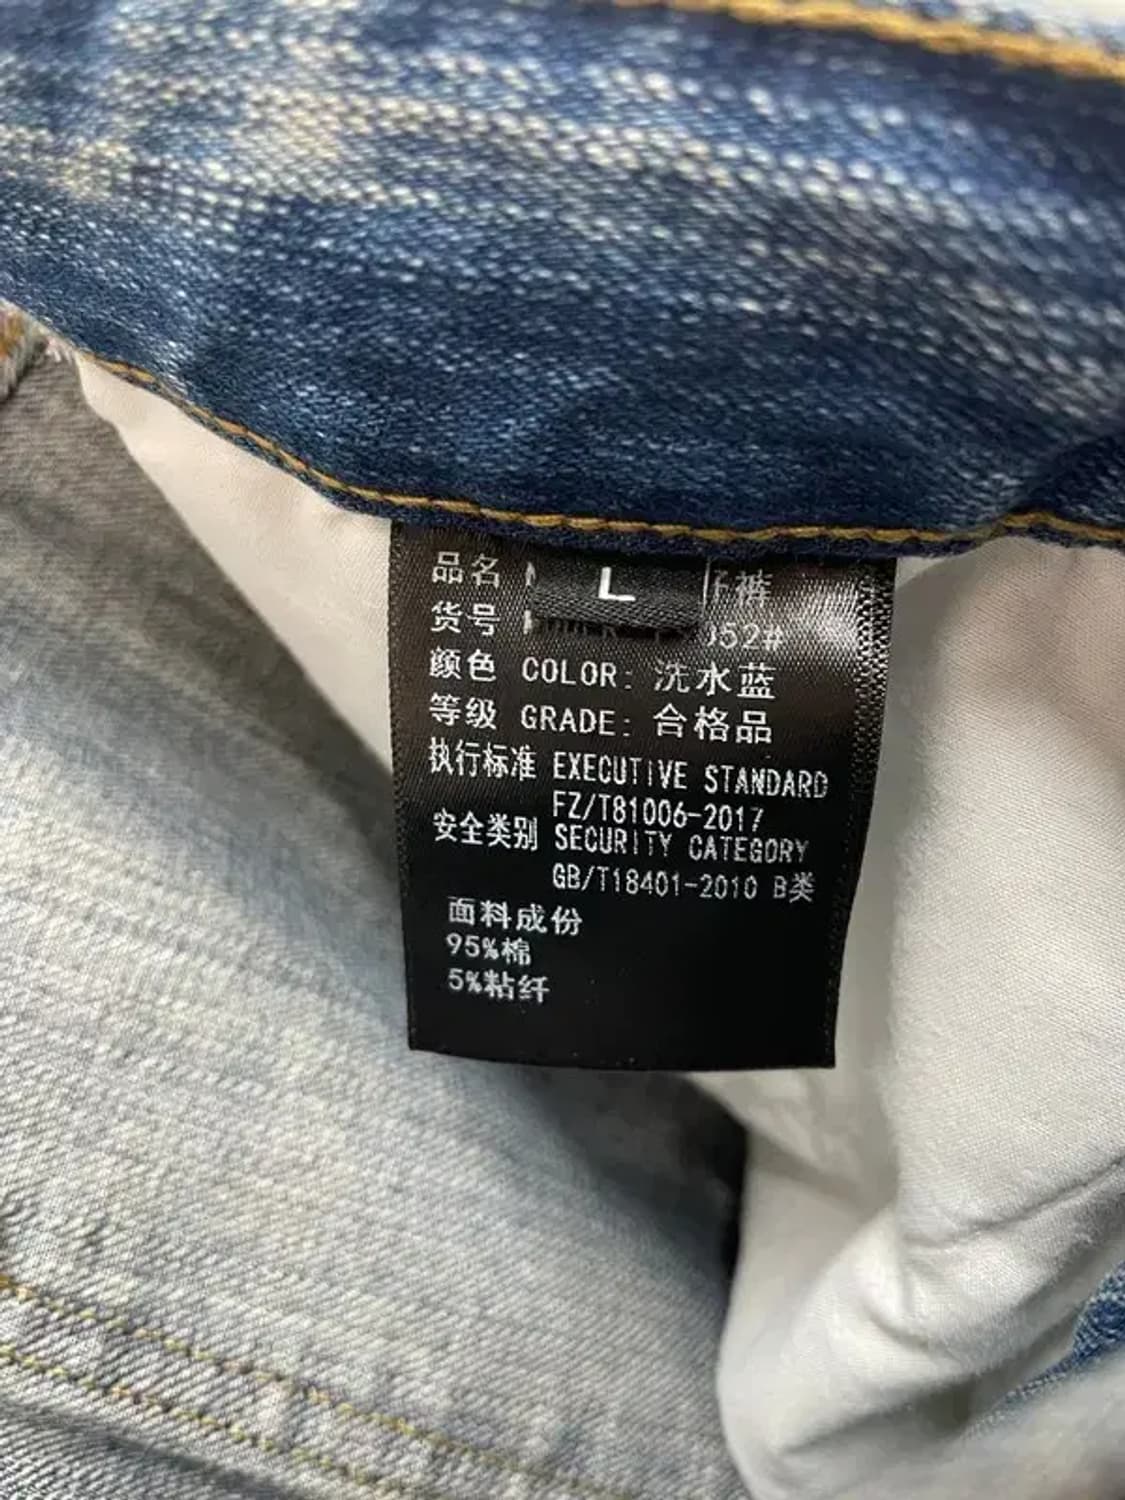 品名
L
子裤
货号
052#
颜色 COLOR: 洗水蓝
等级 GRADE: 合格品
执行标准 EXECUTIVE STANDARD
FZ/T81006-2017
安全类别 SECURITY CATEGORY
GB/T18401-2010 B类
面料成份
95%棉
5%粘纤